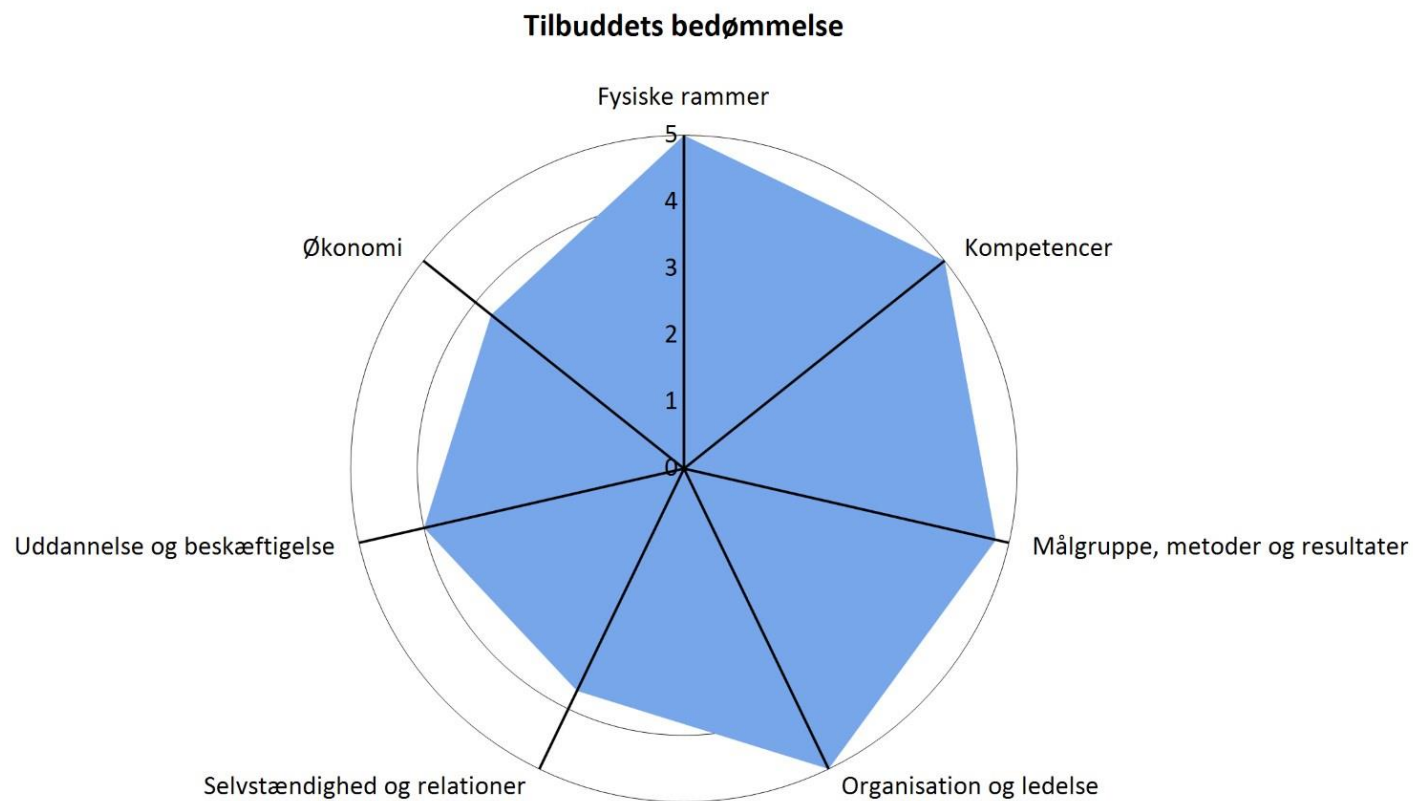 Tilbuddets bedømmelse
Fysiske rammer
5
4
3
2
1
0
Økonomi
Kompetencer
Uddannelse og beskæftigelse
Målgruppe, metoder og resultater
Selvstændighed og relationer
Organisation og ledelse